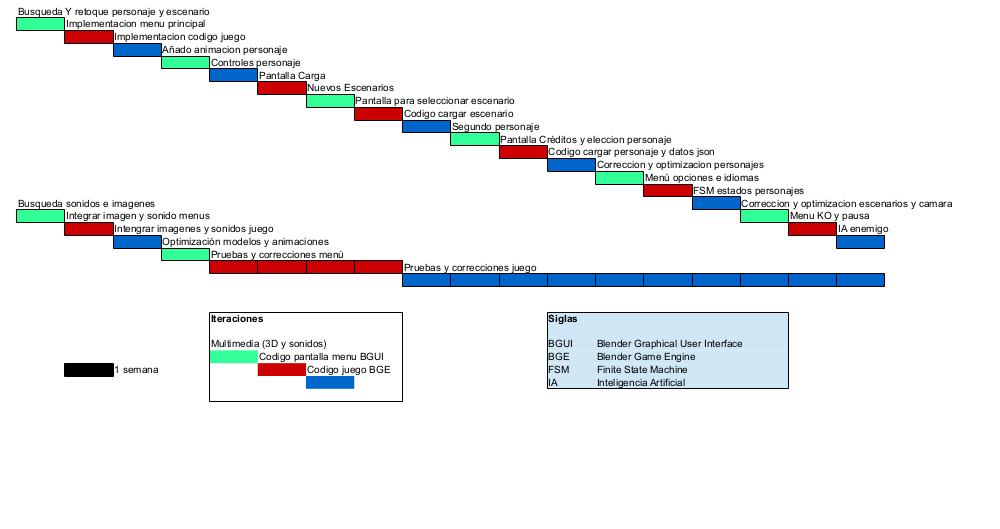 Busqueda Y retoque personaje y escenario
Implementacion menu principal
Implementacion codigo juego
Añado animacion personaje
Controles personaje
Pantalla Carga
Nuevos Escenarios
Pantalla para seleccionar escenario
Codigo cargar escenario
Segundo personaje
Pantalla Créditos y eleccion personaje
Codigo cargar personaje y datos json
Correccion y optimizacion personajes
Menú opciones e idiomas
FSM estados personajes
Correccion y optimizacion escenarios y camara
Menu KO y pausa
IA enemigo
Busqueda sonidos e imagenes
Integrar imagen y sonido menus
Intengrar imagenes y sonidos juego
Optimización modelos y animaciones
Pruebas y correcciones menú
Pruebas y correcciones juego
1 semana
Iteraciones
Multimedia (3D y sonidos)
Codigo pantalla menu BGUI
Codigo juego BGE
Siglas
BGUI Blender Graphical User Interface
BGE Blender Game Engine
FSM Finite State Machine
IA Inteligencia Artificial